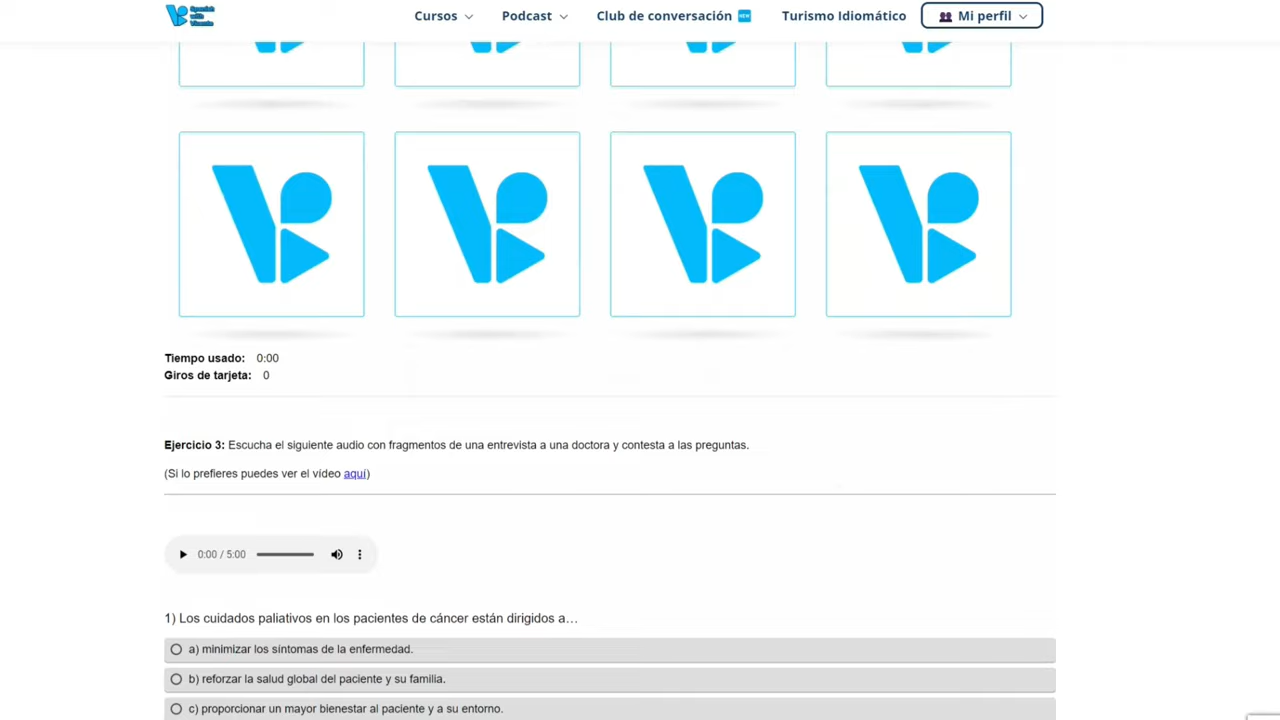 Spanish
with
Vicente
Cursos
Podcast
Club de conversación NEW
Turismo Idiomático
Mi perfil
Tiempo usado: 0:00
Giros de tarjeta: 0
Ejercicio 3: Escucha el siguiente audio con fragmentos de una entrevista a una doctora y contesta a las preguntas.
(Si lo prefieres puedes ver el vídeo aquí)
0:00 / 5:00
1) Los cuidados paliativos en los pacientes de cáncer están dirigidos a…
a) minimizar los síntomas de la enfermedad.
b) reforzar la salud global del paciente y su familia.
c) proporcionar un mayor bienestar al paciente y a su entorno.